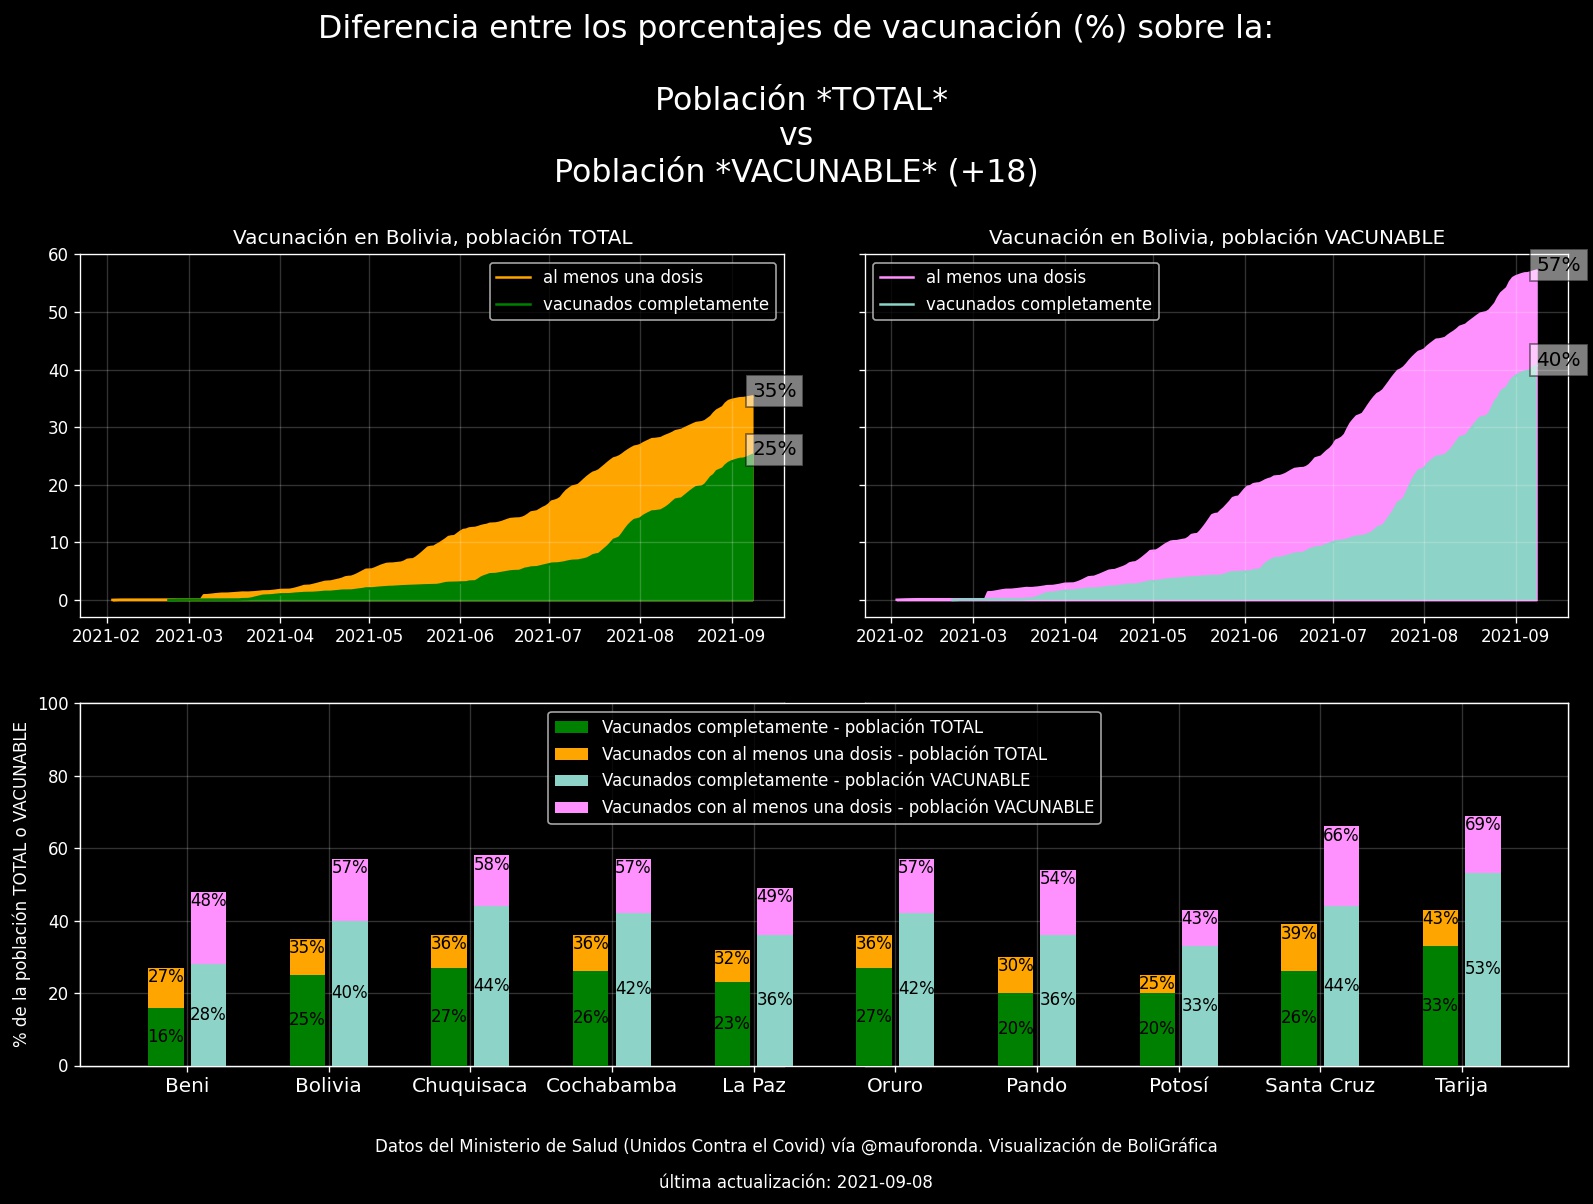 Diferencia entre los porcentajes de vacunación (%) sobre la:
Población *TOTAL*
vs
Población *VACUNABLE* (+18)
Vacunación en Bolivia, población TOTAL
60
50
40
30
20
10
0
al menos una dosis
vacunados completamente
35%
25%
2021-02 2021-03 2021-04 2021-05 2021-06 2021-07 2021-08 2021-09
Vacunación en Bolivia, población VACUNABLE
al menos una dosis
vacunados completamente
57%
40%
2021-02 2021-03 2021-04 2021-05 2021-06 2021-07 2021-08 2021-09
% de la población TOTAL o VACUNABLE
100
80
60
40
20
0
Vacunados completamente - población TOTAL
Vacunados con al menos una dosis - población TOTAL
Vacunados completamente - población VACUNABLE
Vacunados con al menos una dosis - población VACUNABLE
27% 48% 35% 57% 36% 58% 36% 57% 32% 49% 36% 57% 30% 54% 25% 43% 39% 66% 43% 69%
16% 28% 25% 40% 27% 44% 26% 42% 23% 36% 27% 42% 20% 36% 20% 33% 26% 44% 33% 53%
Beni Bolivia Chuquisaca Cochabamba La Paz Oruro Pando Potosí Santa Cruz Tarija
Datos del Ministerio de Salud (Unidos Contra el Covid) vía @mauforonda. Visualización de BoliGráfica
última actualización: 2021-09-08